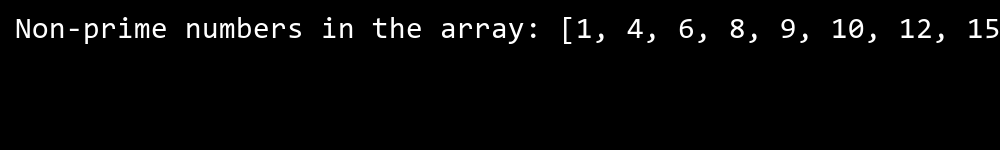 Non-prime numbers in the array: [1, 4, 6, 8, 9, 10, 12, 15